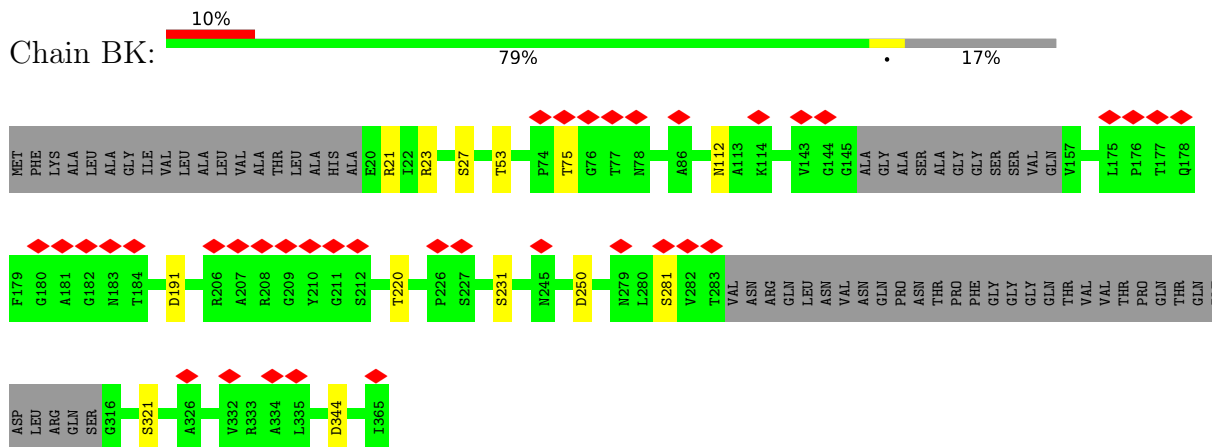 10%
Chain BK:
79%
•
17%
MET PHE LYS ALA LEU ALA GLY ILE VAL LEU ALA LEU VAL ALA THR LEU ALA HIS ALA E20 R21 I22 R23 S27 T53 P74 T75 G76 T77 N78 A86 N112 A113 K114 V143 G144 G145 ALA GLY ALA SER ALA GLY GLY SER SER VAL GLN V157 L175 P176 T177 Q178
F179 G180 A181 G182 N183 T184 D191 R206 A207 R208 G209 Y210 G211 S212 T220 P226 S227 S231 N245 D250 N279 L280 S281 V282 T283 VAL ASN ARG GLN LEU ASN VAL ASN GLN PRO ASN THR PRO PHE GLY GLY GLY GLN THR VAL VAL THR PRO GLN THR GLN
ASP LEU ARG GLN SER G316 S321 A326 V332 R333 A334 L335 D344 I365